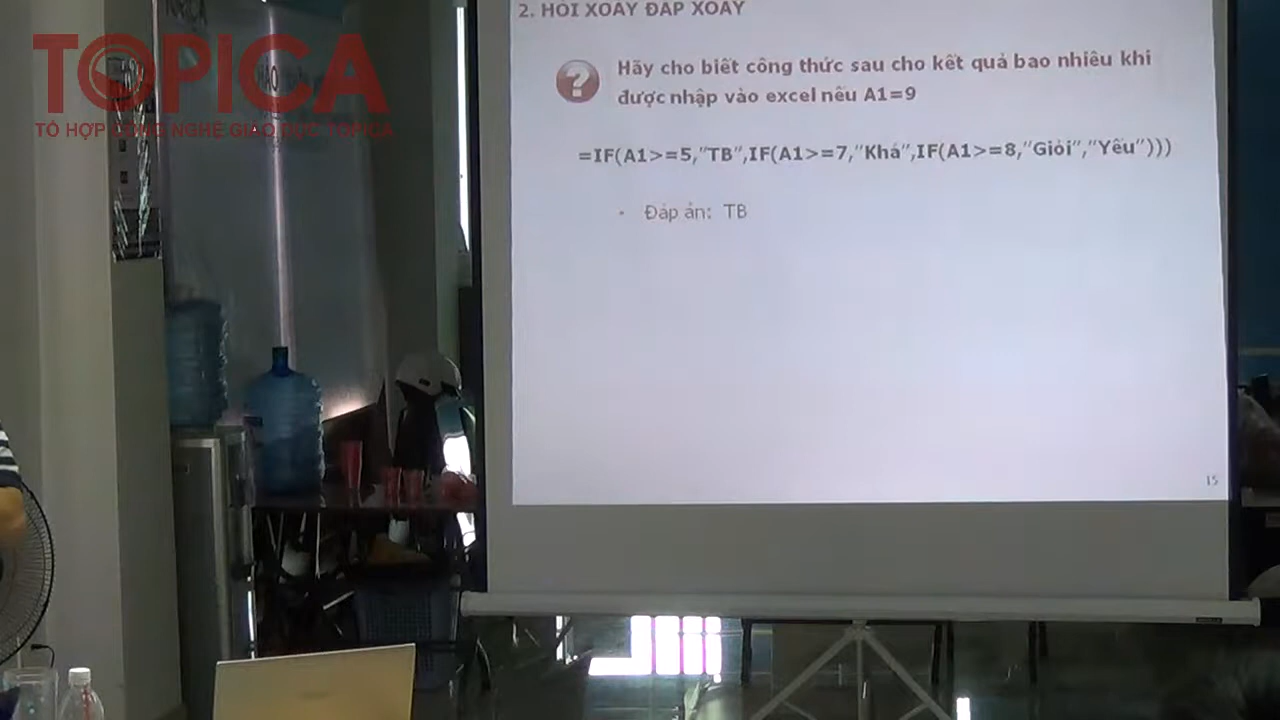 TOPICA
TỔ HỢP CÔNG NGHỆ GIÁO DỤC TOPICA
2. HỎI XOAY ĐÁP XOAY
Hãy cho biết công thức sau cho kết quả bao nhiêu khi
được nhập vào excel nếu A1=9
=IF(A1>=5,"TB",IF(A1>=7,"Khá",IF(A1>=8,"Giỏi","Yếu")))
• Đáp án: TB
15